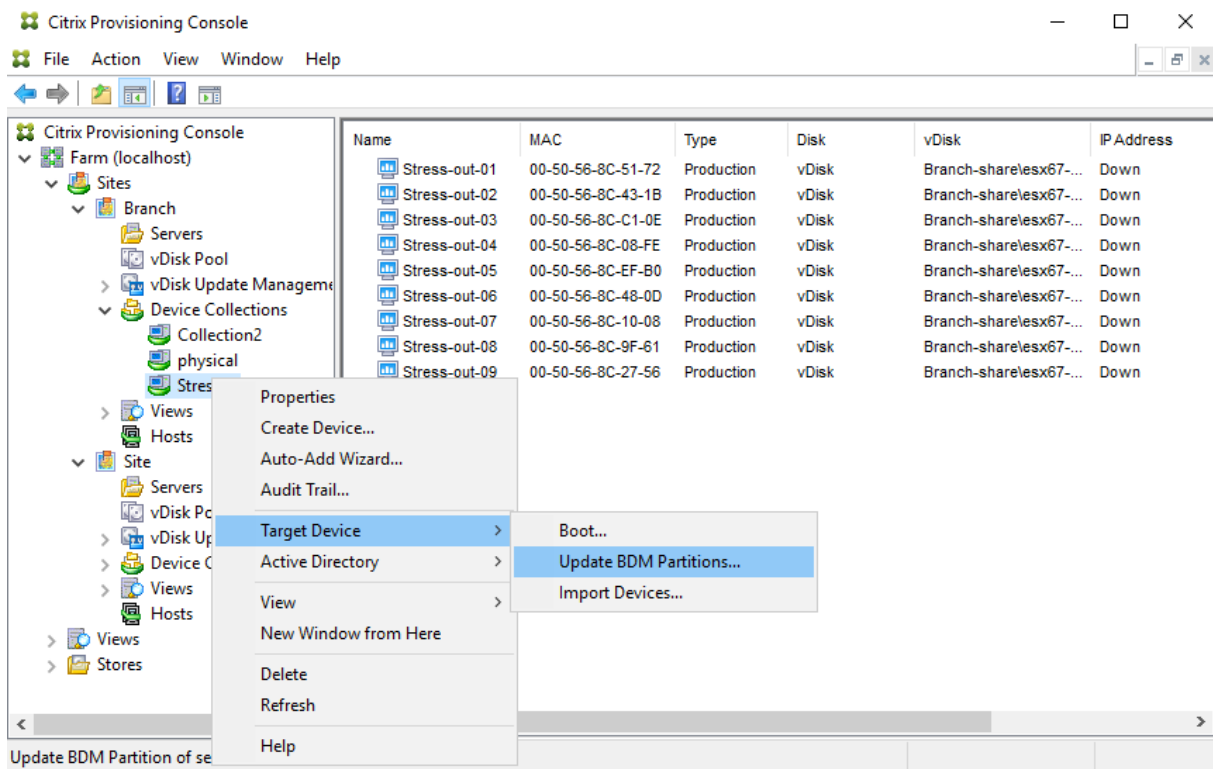 Citrix Provisioning Console
File Action View Window Help
Citrix Provisioning Console
Farm (localhost)
Sites
Branch
Servers
vDisk Pool
vDisk Update Manageme
Device Collections
Collection2
physical
Stres
Views
Hosts
Site
Servers
vDisk Po
vDisk Up
Device C
Views
Hosts
Views
Stores
Name MAC Type Disk vDisk IP Address
Stress-out-01 00-50-56-8C-51-72 Production vDisk Branch-share\esx67-... Down
Stress-out-02 00-50-56-8C-43-1B Production vDisk Branch-share\esx67-... Down
Stress-out-03 00-50-56-8C-C1-0E Production vDisk Branch-share\esx67-... Down
Stress-out-04 00-50-56-8C-08-FE Production vDisk Branch-share\esx67-... Down
Stress-out-05 00-50-56-8C-EF-B0 Production vDisk Branch-share\esx67-... Down
Stress-out-06 00-50-56-8C-48-0D Production vDisk Branch-share\esx67-... Down
Stress-out-07 00-50-56-8C-10-08 Production vDisk Branch-share\esx67-... Down
Stress-out-08 00-50-56-8C-9F-61 Production vDisk Branch-share\esx67-... Down
Stress-out-09 00-50-56-8C-27-56 Production vDisk Branch-share\esx67-... Down
Properties
Create Device...
Auto-Add Wizard...
Audit Trail...
Target Device
Active Directory
View
New Window from Here
Delete
Refresh
Help
Boot...
Update BDM Partitions...
Import Devices...
Update BDM Partition of se